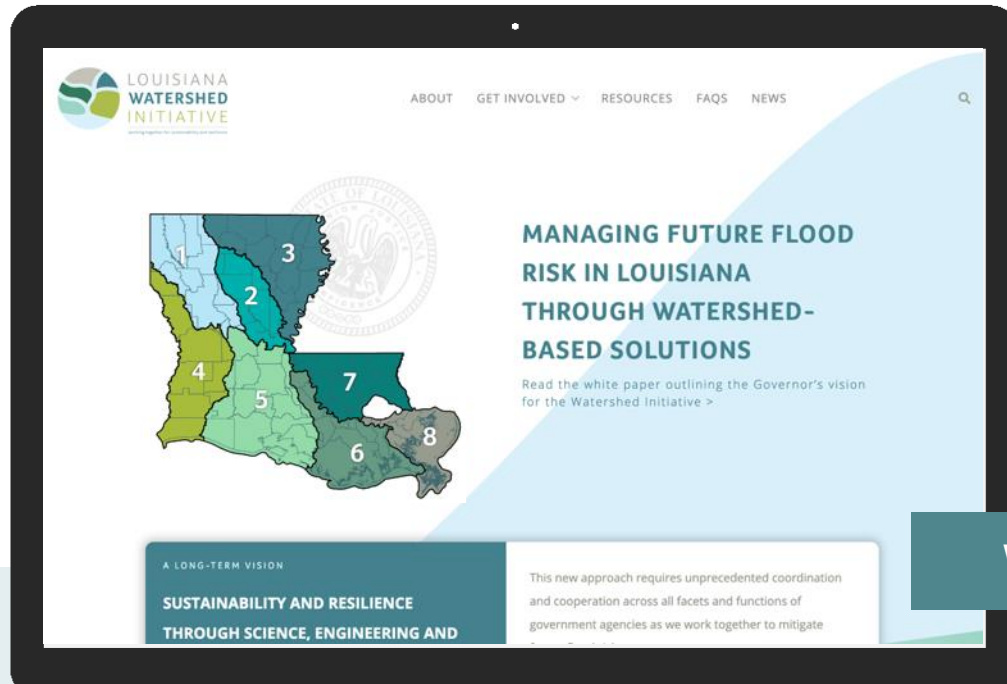 LOUISIANA
WATERSHED
INITIATIVE
ABOUT GET INVOLVED RESOURCES FAQS NEWS
STATE OF LOUISIANA
1
2
3
4
5
6
7
8
MANAGING FUTURE FLOOD
RISK IN LOUISIANA
THROUGH WATERSHED-
BASED SOLUTIONS
Read the white paper outlining the Governor's vision
for the Watershed Initiative >
A LONG-TERM VISION
SUSTAINABILITY AND RESILIENCE
THROUGH SCIENCE, ENGINEERING AND
This new approach requires unprecedented coordination
and cooperation across all facets and functions of
government agencies as we work together to mitigate